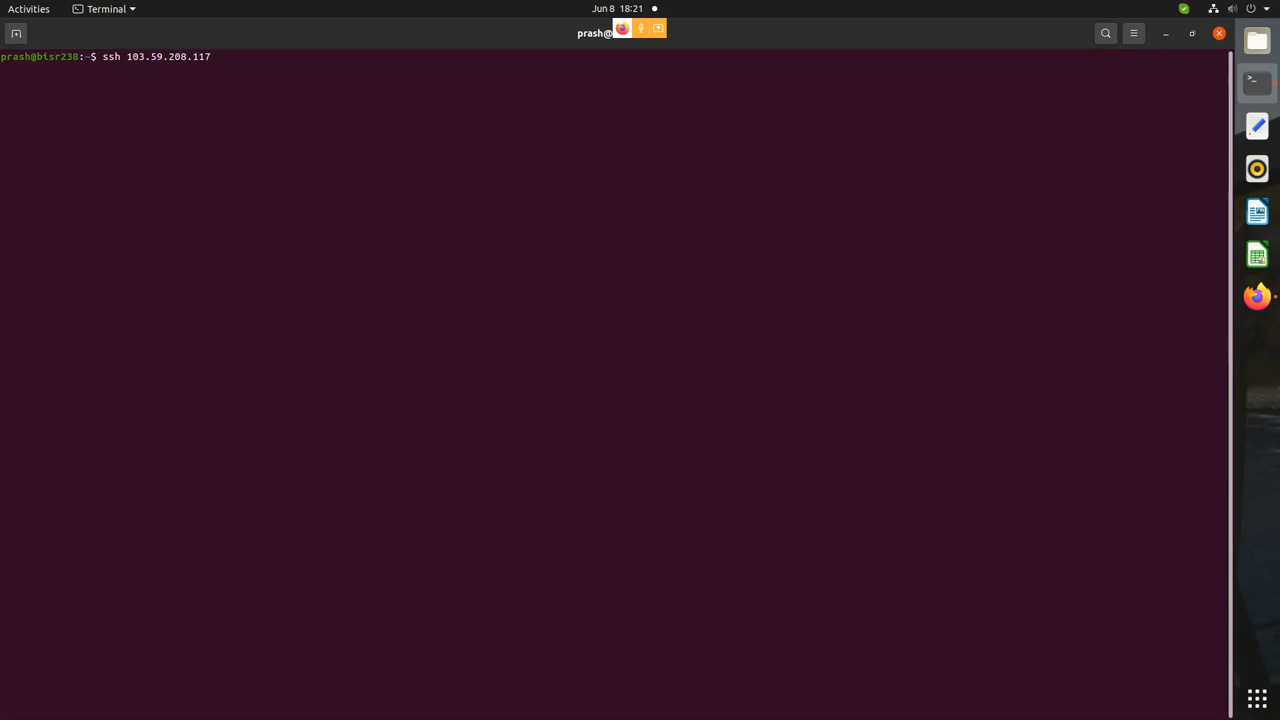 Activities Terminal Jun 8 18:21
prash@
prash@bisr238:~$ ssh 103.59.208.117